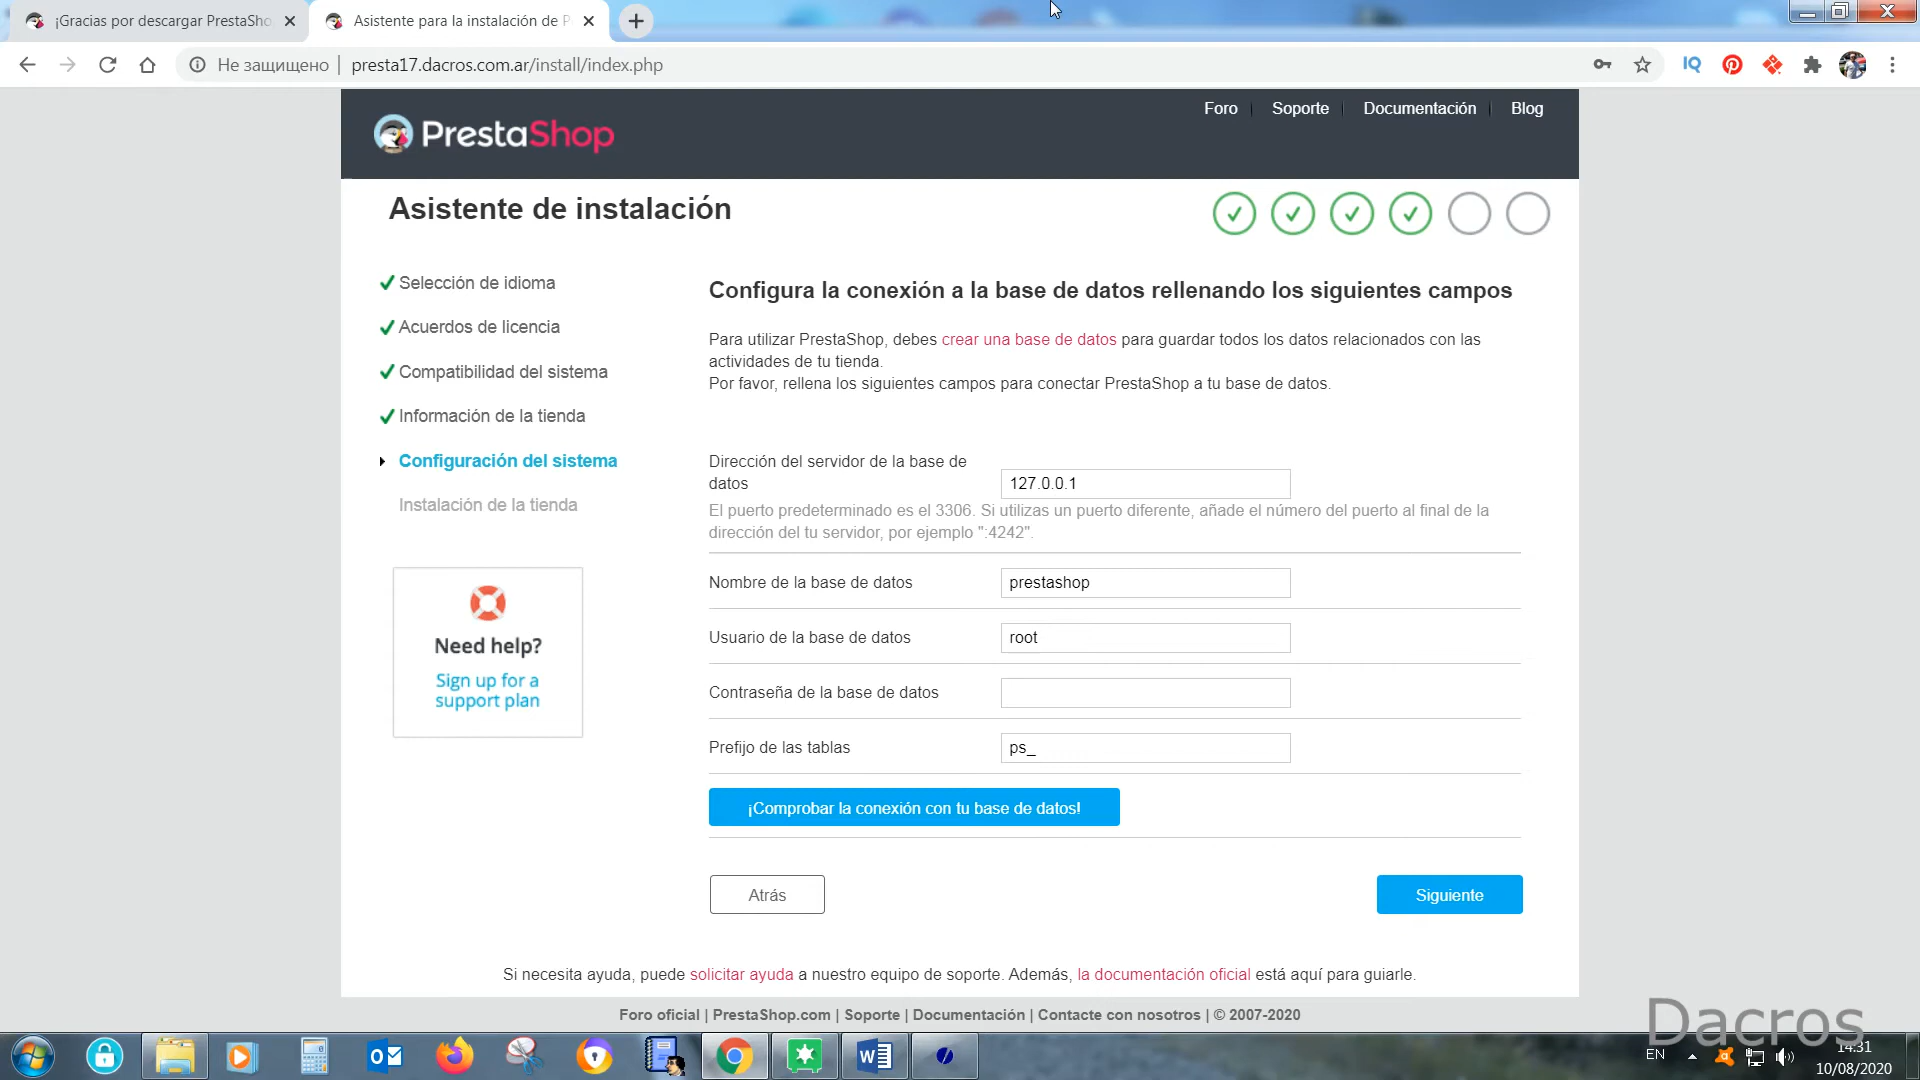 ¡Gracias por descargar PrestaSho
Asistente para la instalación de P
Не защищено
presta17.dacros.com.ar/install/index.php
IQ
PrestaShop
Foro
Soporte
Documentación
Blog
Asistente de instalación
Selección de idioma
Acuerdos de licencia
Compatibilidad del sistema
Información de la tienda
Configuración del sistema
Instalación de la tienda
Need help?
Sign up for a
support plan
Configura la conexión a la base de datos rellenando los siguientes campos
Para utilizar PrestaShop, debes crear una base de datos para guardar todos los datos relacionados con las
actividades de tu tienda.
Por favor, rellena los siguientes campos para conectar PrestaShop a tu base de datos.
Dirección del servidor de la base de
datos
127.0.0.1
El puerto predeterminado es el 3306. Si utilizas un puerto diferente, añade el número del puerto al final de la
dirección del tu servidor, por ejemplo ":4242".
Nombre de la base de datos
prestashop
Usuario de la base de datos
root
Contraseña de la base de datos
Prefijo de las tablas
ps_
¡Comprobar la conexión con tu base de datos!
Atrás
Siguiente
Si necesita ayuda, puede solicitar ayuda a nuestro equipo de soporte. Además, la documentación oficial está aquí para guiarle.
Foro oficial | PrestaShop.com | Soporte | Documentación | Contacte con nosotros | © 2007-2020
Dacros
EN
14:31
10/08/2020